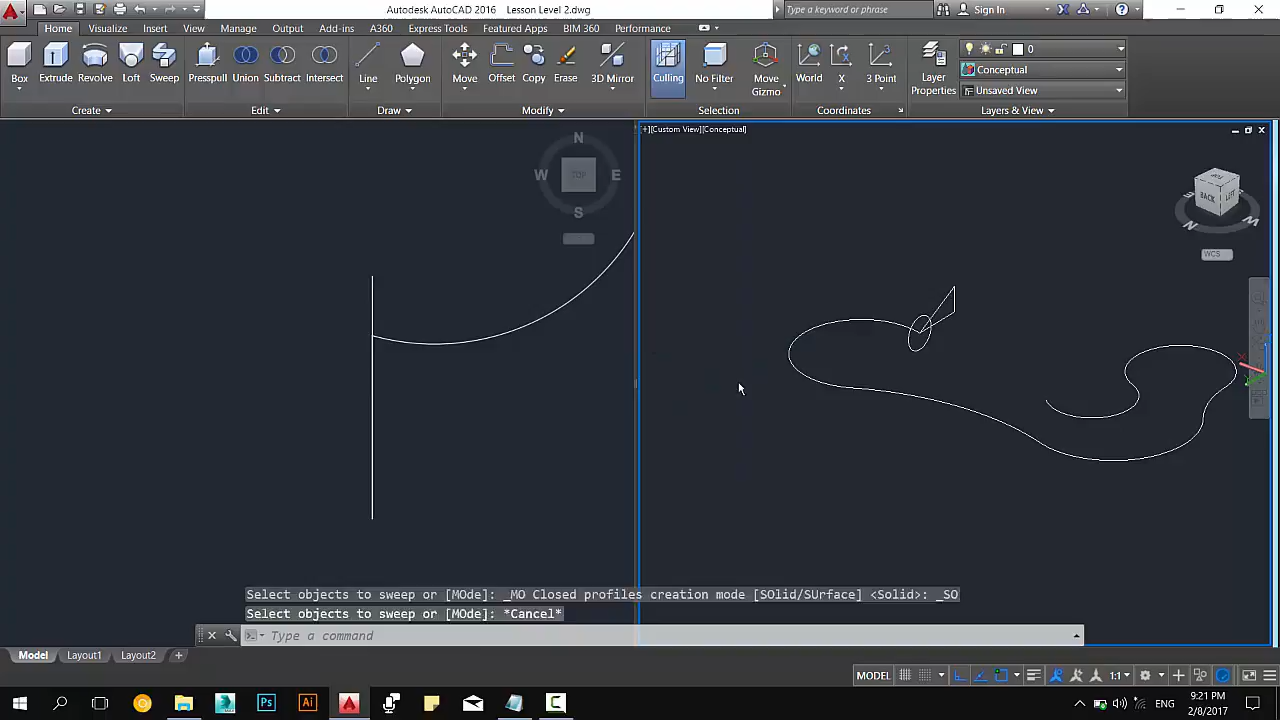 Autodesk AutoCAD 2016   Lesson Level 2.dwg
Type a keyword or phrase
Sign In
Home Visualize Insert View Manage Add-ins A360 Express Tools Featured Apps BIM 360 Performance
Box Extrude Revolve Loft Sweep Presspull Union Subtract Intersect Line Polygon Move Offset Copy Erase 3D Mirror Culling No Filter Move Gizmo World X 3 Point Layer Properties
0
Conceptual
Unsaved View
Create Edit Draw Modify Selection Coordinates Layers & View
[+][Custom View][Conceptual]
N
W TOP E
S
BACK LEFT
N
WCS
X
Select objects to sweep or [MOde]: _MO Closed profiles creation mode [SOlid/SUrface] <Solid>: _SO
Select objects to sweep or [MOde]: *Cancel*
Type a command
Model Layout1 Layout2 +
MODEL 1:1
Ps Ai
ENG
9:21 PM
2/8/2017